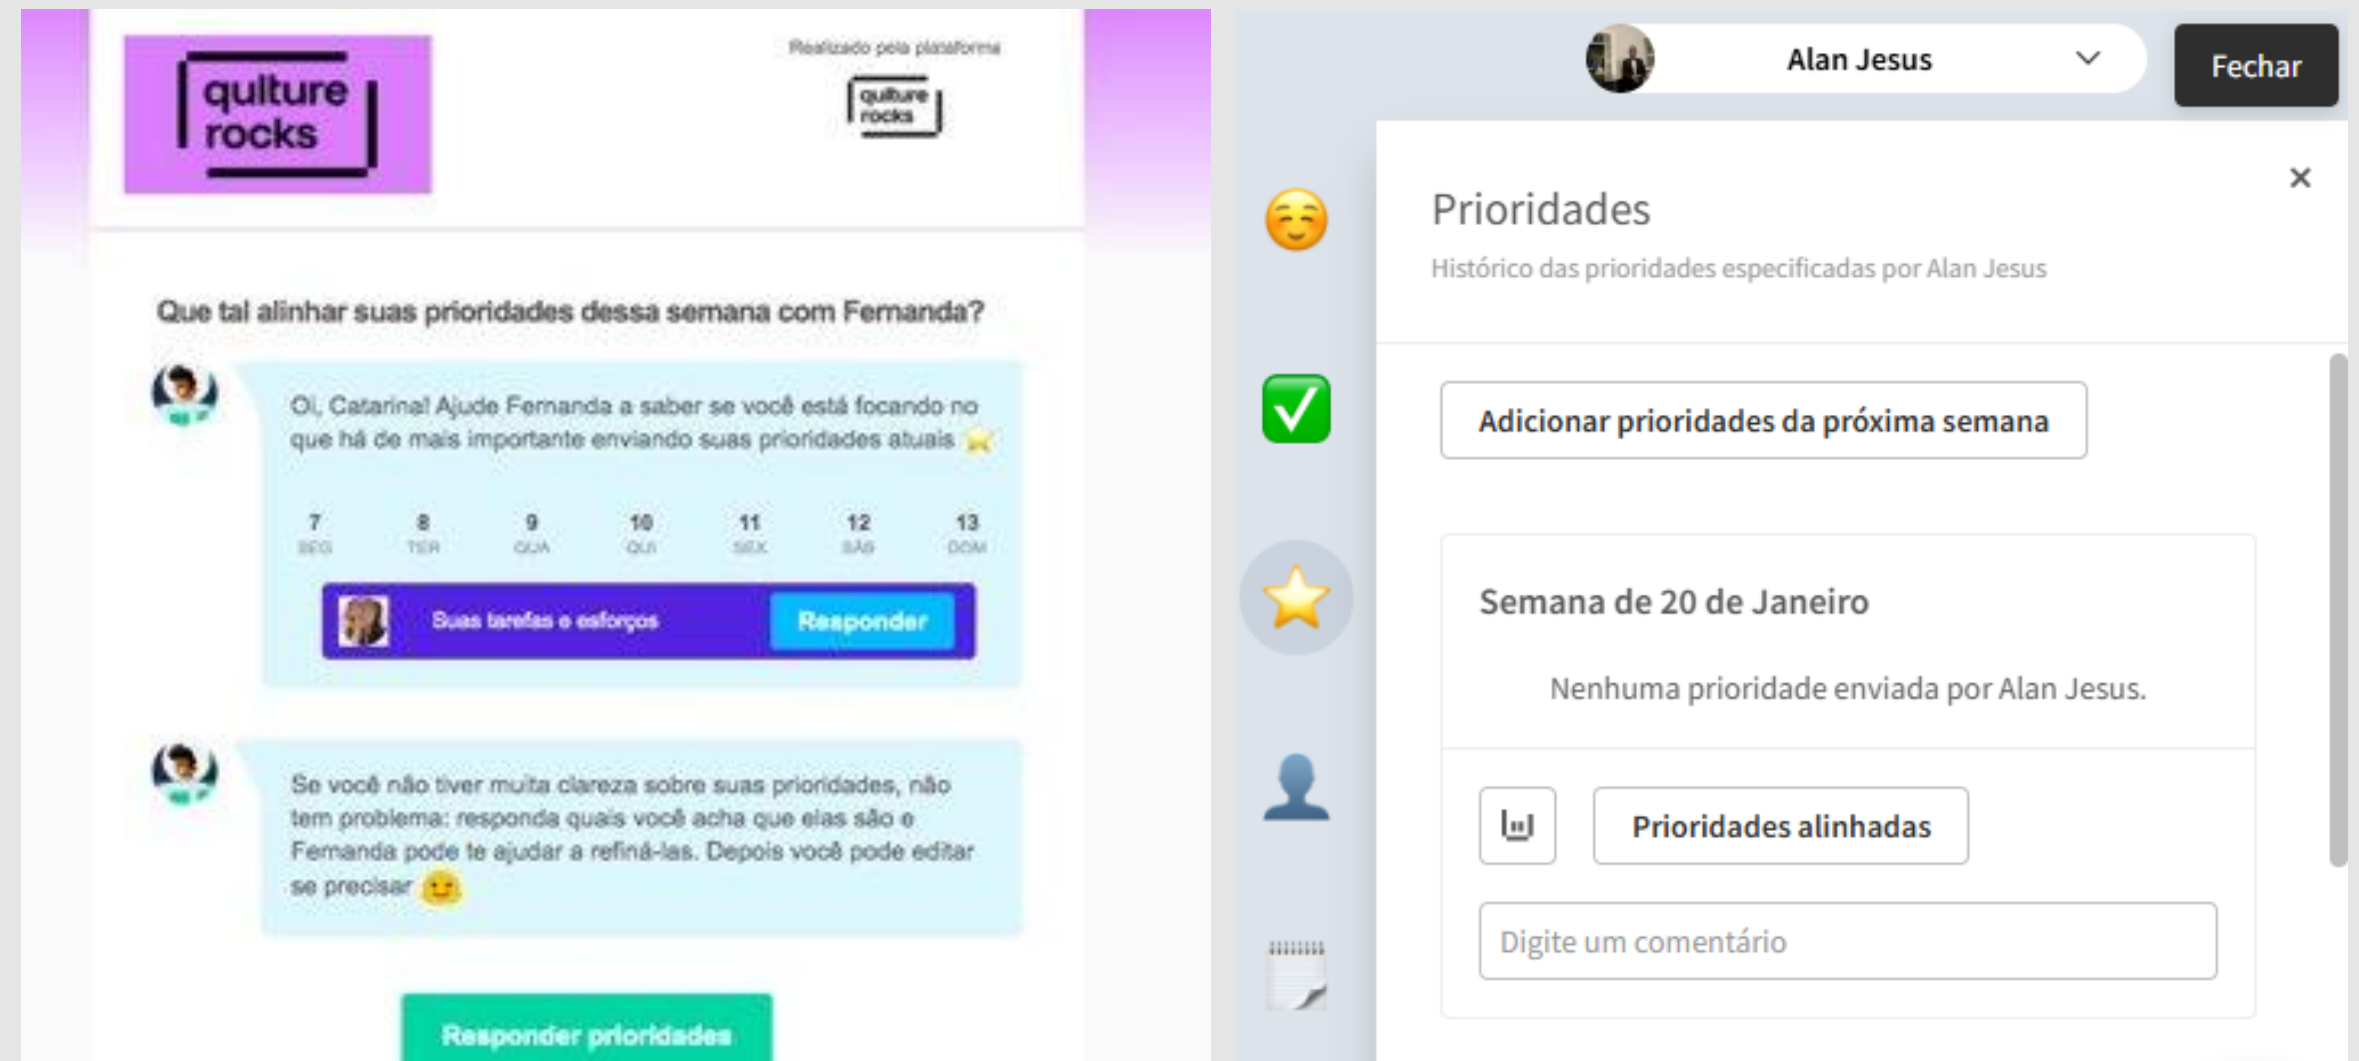 qulture
rocks
Realizado pela plataforma
qulture
rocks
Que tal alinhar suas prioridades dessa semana com Fernanda?
Oi, Catarina! Ajude Fernanda a saber se você está focando no
que há de mais importante enviando suas prioridades atuais
7 8 9 10 11 12 13
SEG TER QUA QUI SEX SÁB DOM
Suas tarefas e esforços
Responder
Se você não tiver muita clareza sobre suas prioridades, não
tem problema: responda quais você acha que elas são e
Fernanda pode te ajudar a refiná-las. Depois você pode editar
se precisar
Responder prioridades
Alan Jesus
Fechar
Prioridades
Histórico das prioridades especificadas por Alan Jesus
Adicionar prioridades da próxima semana
Semana de 20 de Janeiro
Nenhuma prioridade enviada por Alan Jesus.
Prioridades alinhadas
Digite um comentário